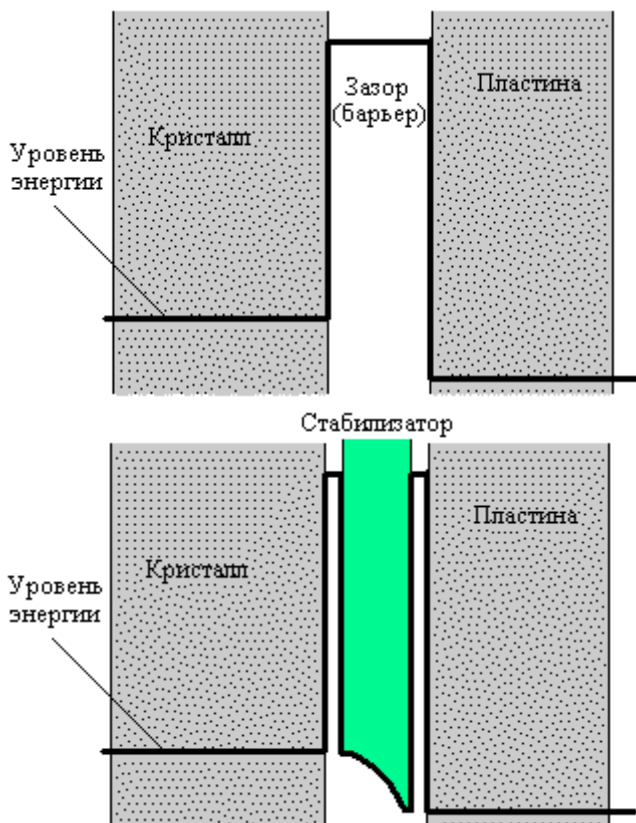 Зазор
(барьер)
Пластина
Кристалл
Уровень
энергии
Стабилизатор
Пластина
Кристалл
Уровень
энергии